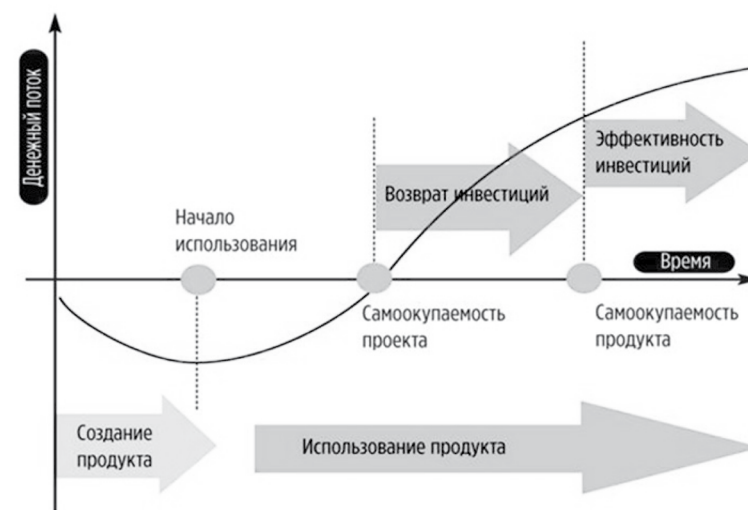 Денежный поток
Эффективность
инвестиций
Возврат инвестиций
Начало
использования
Время
Самоокупаемость
проекта
Самоокупаемость
продукта
Создание
продукта
Использование продукта